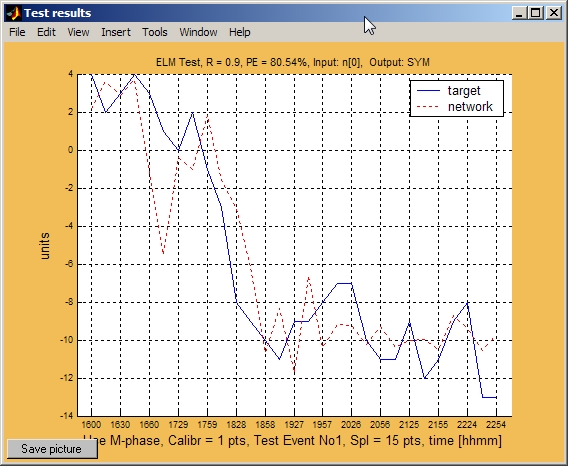 Test results
File Edit View Insert Tools Window Help
ELM Test, R = 0.9, PE = 80.54%, Input: n[0], Output: SYM
target
network
4
2
0
-2
-4
-6
-8
-10
-12
-14
units
1600 1630 1660 1729 1759 1828 1858 1927 1957 2026 2056 2125 2155 2224 2254
Use M-phase, Calibr = 1 pts, Test Event No1, Spl = 15 pts, time [hhmm]
Save picture